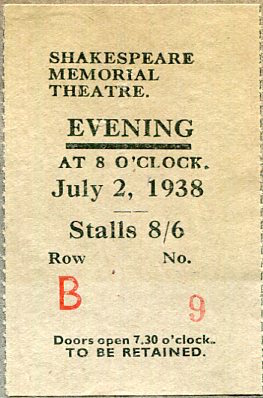 SHAKESPEARE
MEMORIAL
THEATRE.
EVENING
AT 8 O'CLOCK.
July 2, 1938
Stalls 8/6
Row No.
B 9
Doors open 7.30 o'clock.
TO BE RETAINED.